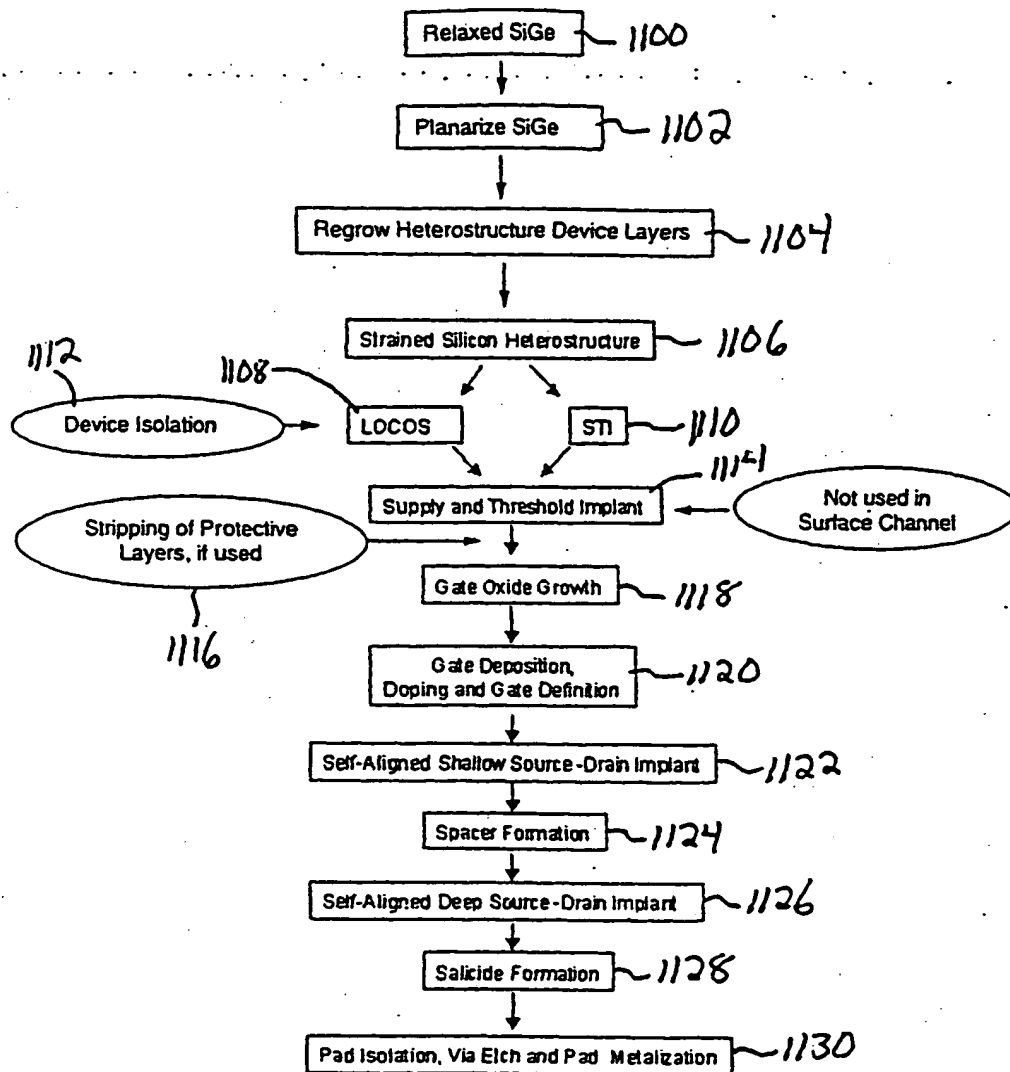 Relaxed SiGe 1100
Planarize SiGe 1102
Regrow Heterostructure Device Layers 1104
Strained Silicon Heterostructure 1106
1112
1108
Device Isolation
LOCOS
STI 1110
1114
Supply and Threshold Implant
Not used in
Surface Channel
Stripping of Protective
Layers, if used
1116
Gate Oxide Growth 1118
Gate Deposition,
Doping and Gate Definition
1120
Self-Aligned Shallow Source-Drain Implant 1122
Spacer Formation 1124
Self-Aligned Deep Source-Drain Implant 1126
Salicide Formation 1128
Pad Isolation, Via Etch and Pad Metalization 1130